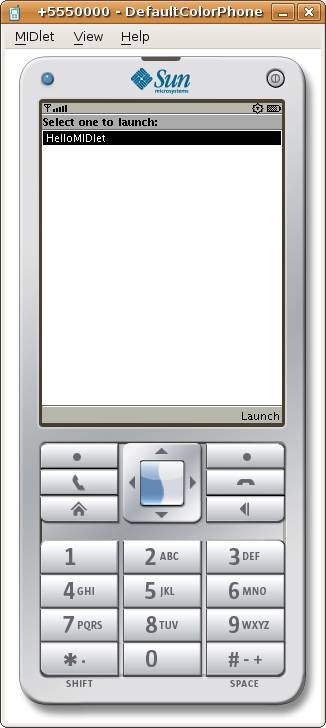 +5550000 - DefaultColorPhone
MIDlet View Help
Sun
microsystems
Select one to launch:
HelloMIDlet
Launch
1 2 ABC 3 DEF
4 GHI 5 JKL 6 MNO
7 PQRS 8 TUV 9 WXYZ
* . 0 # - +
SHIFT SPACE